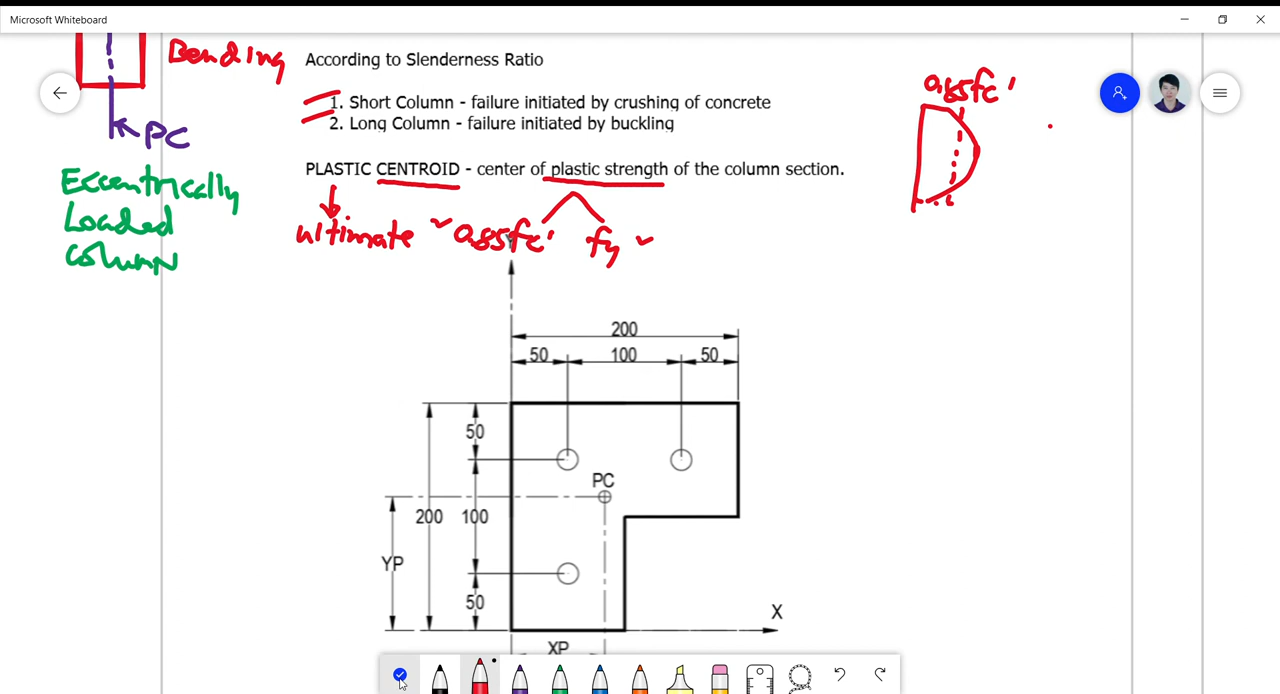 Microsoft Whiteboard
Bending
According to Slenderness Ratio
0.85fc'
1. Short Column - failure initiated by crushing of concrete
2. Long Column - failure initiated by buckling
PC
PLASTIC CENTROID - center of plastic strength of the column section.
Eccentrically
Loaded
Column
ultimate 0.85fc' fy
Y
200
50 100 50
50
PC
200 100
YP
50
X
XP